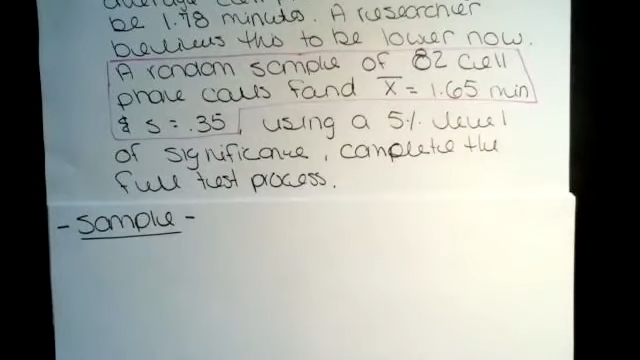 be 1.78 minutes. A researcher
believes this to be lower now.
A random sample of 82 cell
phone calls fand X̄ = 1.65 min
& s = .35, using a 5% level
of significance, complete the
full test process.
- Sample -